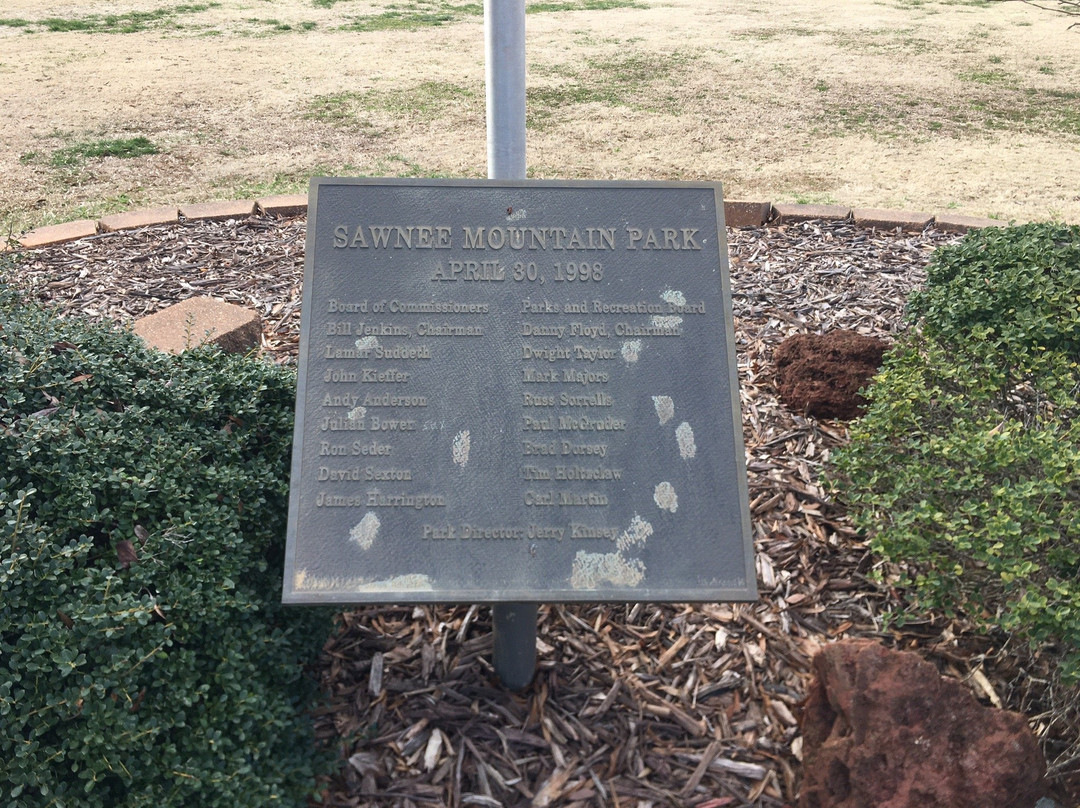 SAWNEE MOUNTAIN PARK
APRIL 30, 1998
Board of Commissioners
Bill Jenkins, Chairman
Lamar Suddeth
John Kieffer
Andy Anderson
Julian Bower
Ron Seder
David Sexton
James Harrington
Parks and Recreation Board
Danny Floyd, Chairman
Dwight Taylor
Mark Majors
Russ Sorrells
Paul McGruder
Brad Dorsey
Tim Holtzclaw
Carl Martin
Park Director: Jerry Kinsey